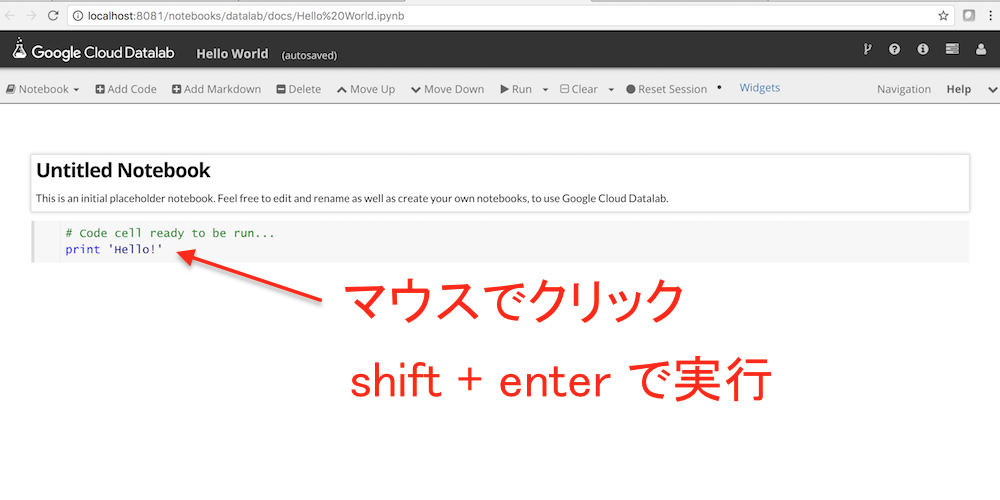 localhost:8081/notebooks/datalab/docs/Hello%20World.ipynb
Google Cloud Datalab Hello World (autosaved)
Notebook Add Code Add Markdown Delete Move Up Move Down Run Clear Reset Session Widgets Navigation Help
Untitled Notebook
This is an initial placeholder notebook. Feel free to edit and rename as well as create your own notebooks, to use Google Cloud Datalab.
# Code cell ready to be run...
print 'Hello!'
マウスでクリック
shift + enter で実行